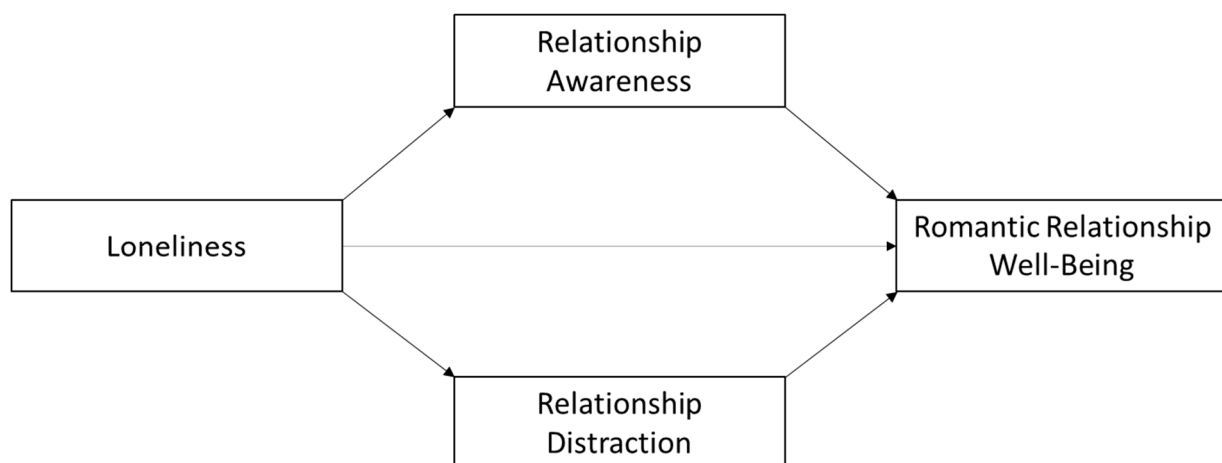 Relationship
Awareness
Loneliness
Romantic Relationship
Well-Being
Relationship
Distraction